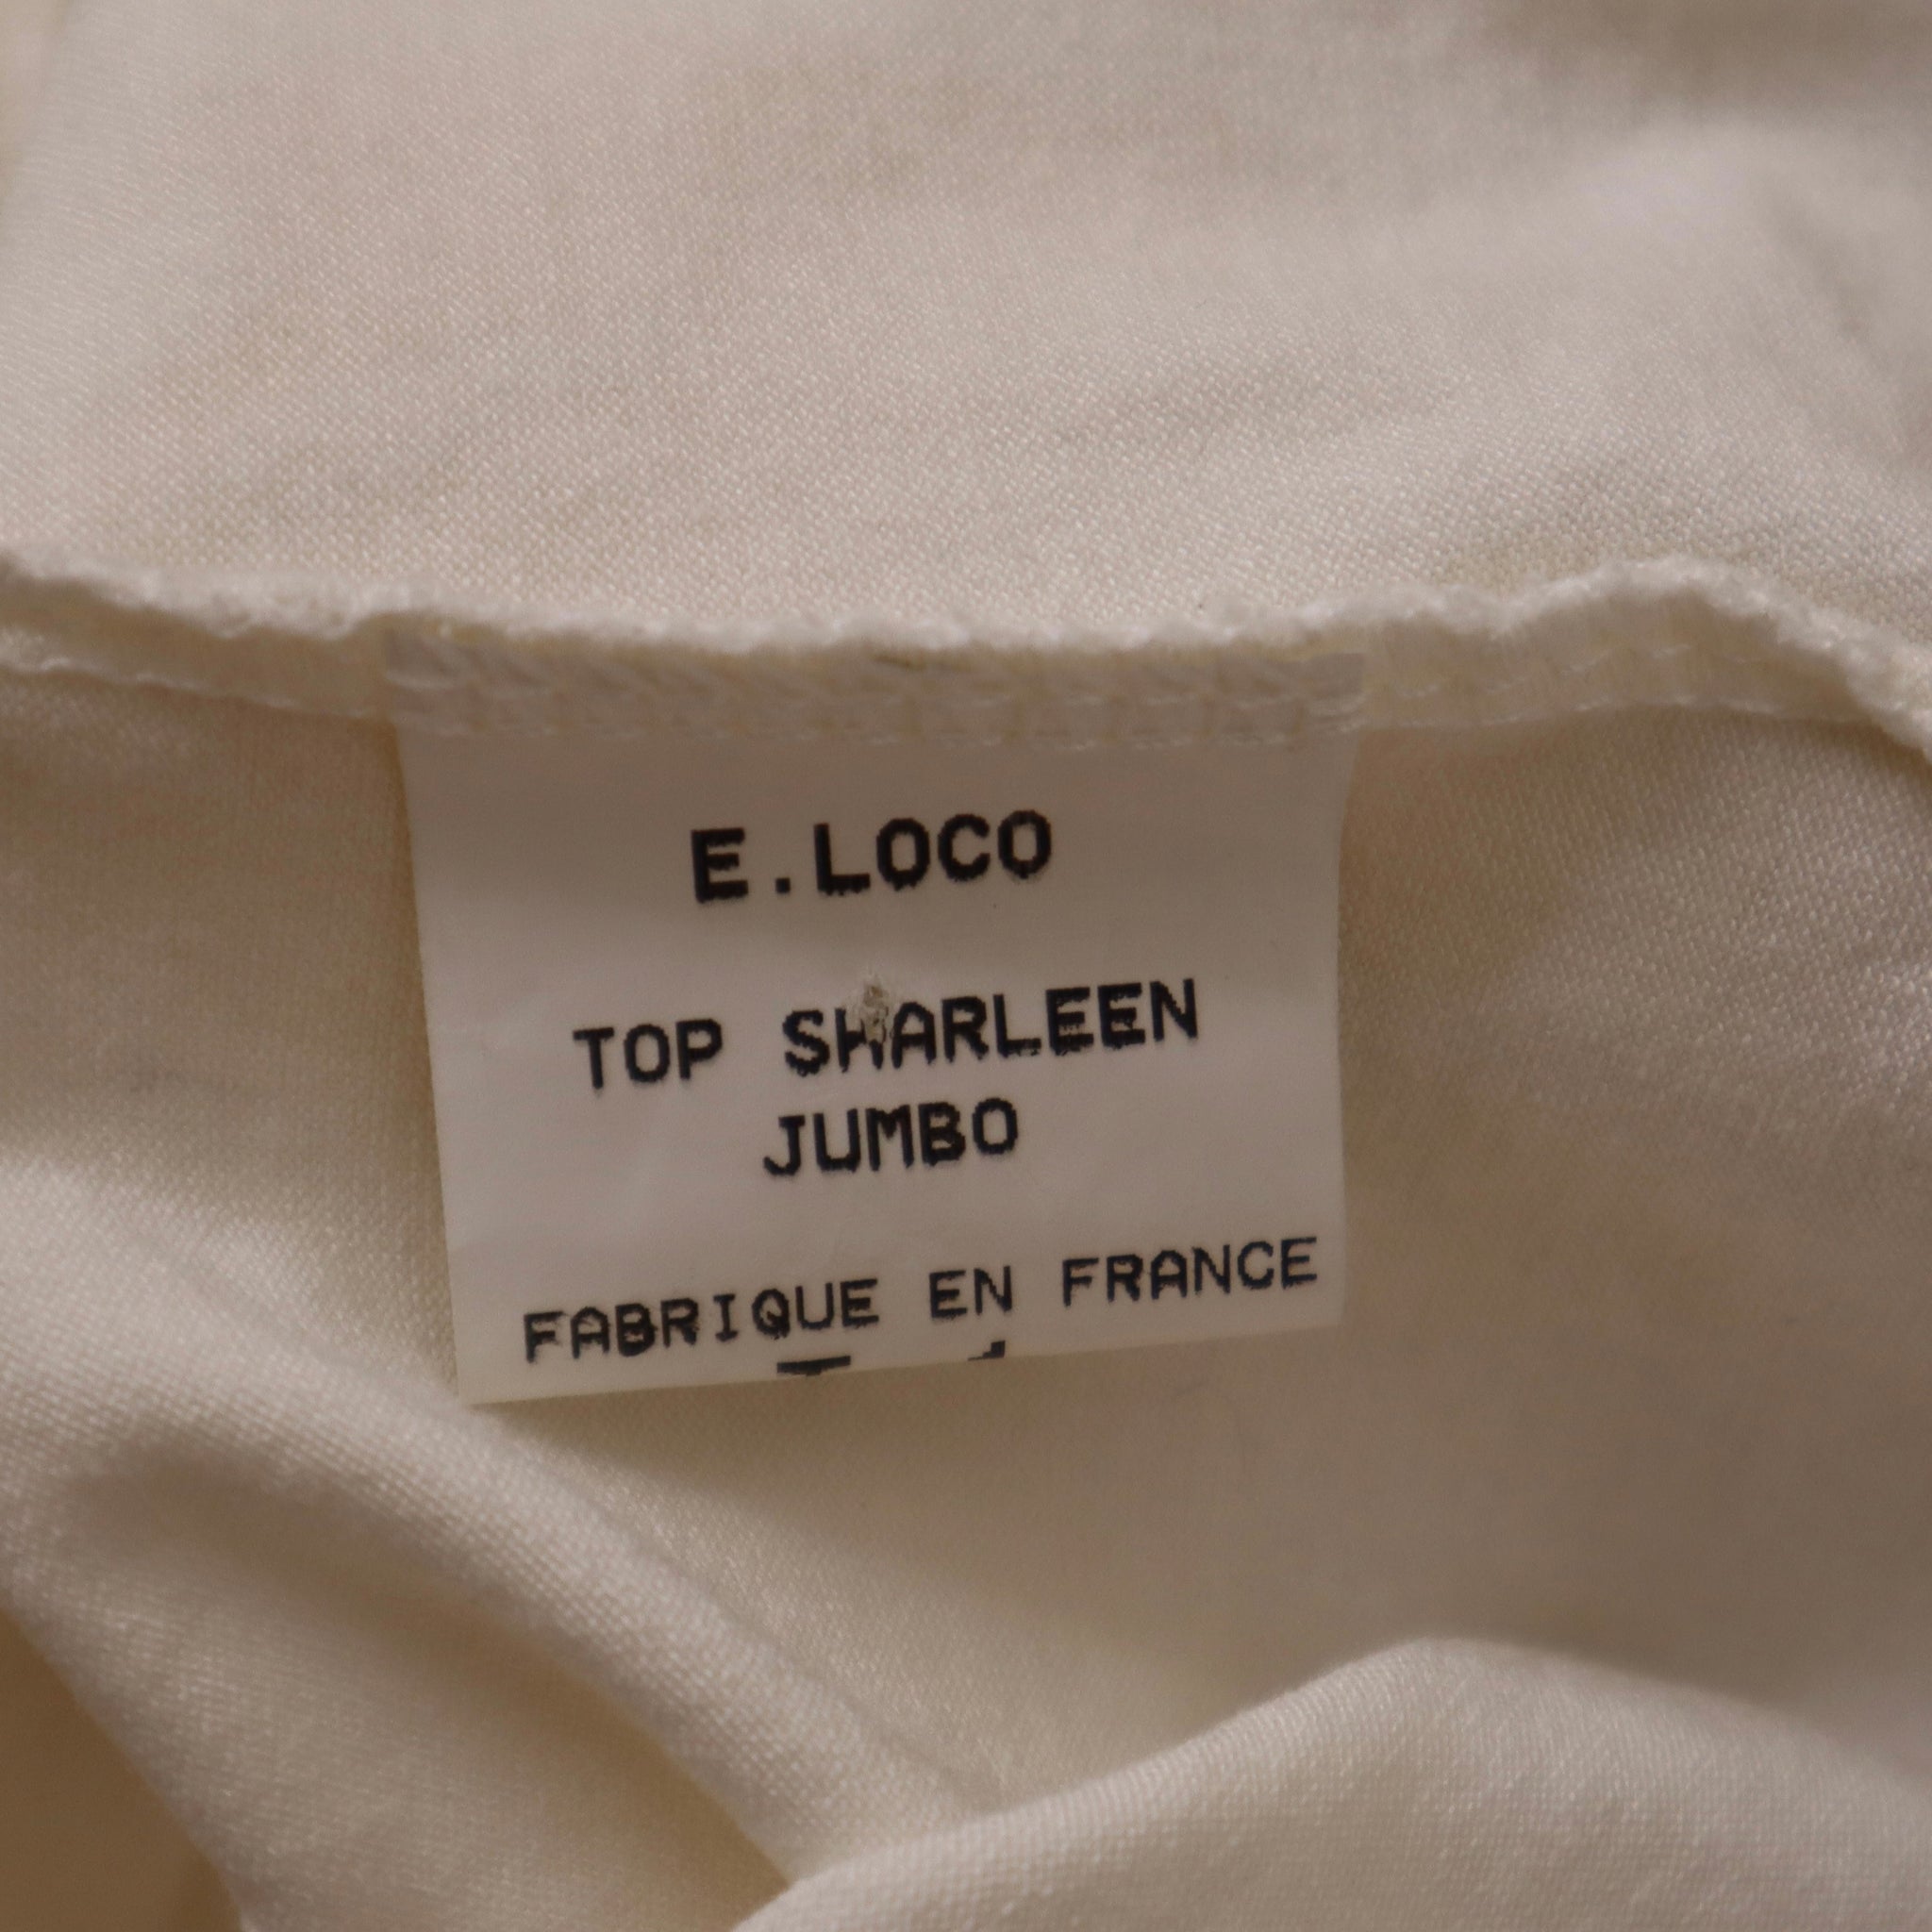 E.LOCO
TOP SHARLEEN
JUMBO
FABRIQUE EN FRANCE